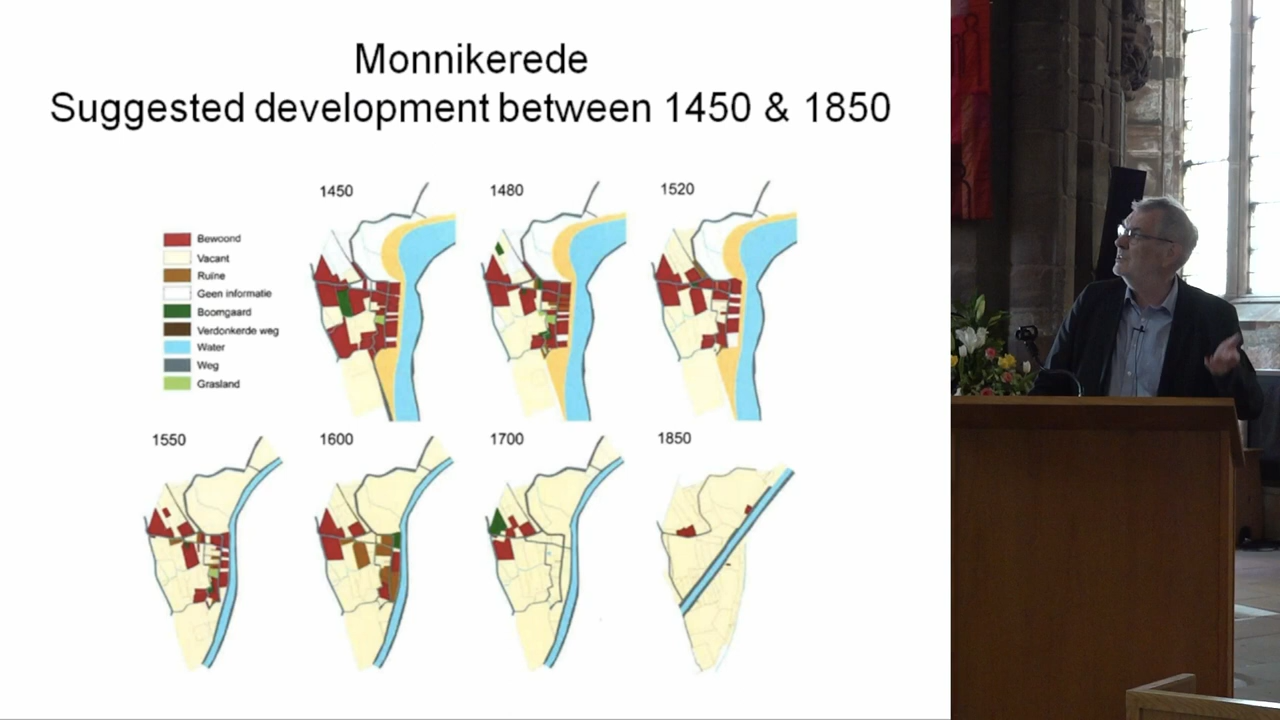 Monnikerede
Suggested development between 1450 & 1850
1450
1480
1520
Bewoond
Vacant
Ruïne
Geen informatie
Boomgaard
Verdonkerde weg
Water
Weg
Grasland
1550
1600
1700
1850